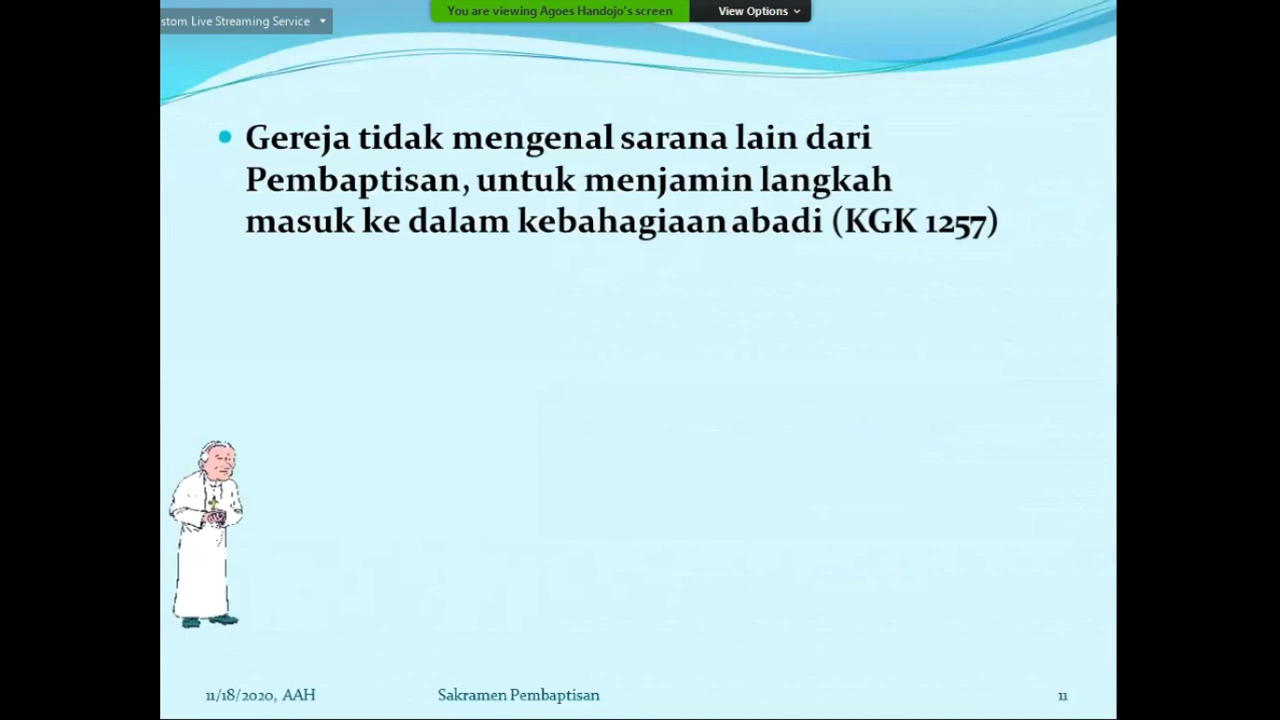 stom Live Streaming Service
You are viewing Agoes Handojo's screen
View Options
Gereja tidak mengenal sarana lain dari
Pembaptisan, untuk menjamin langkah
masuk ke dalam kebahagiaan abadi (KGK 1257)
11/18/2020, AAH
Sakramen Pembaptisan
11